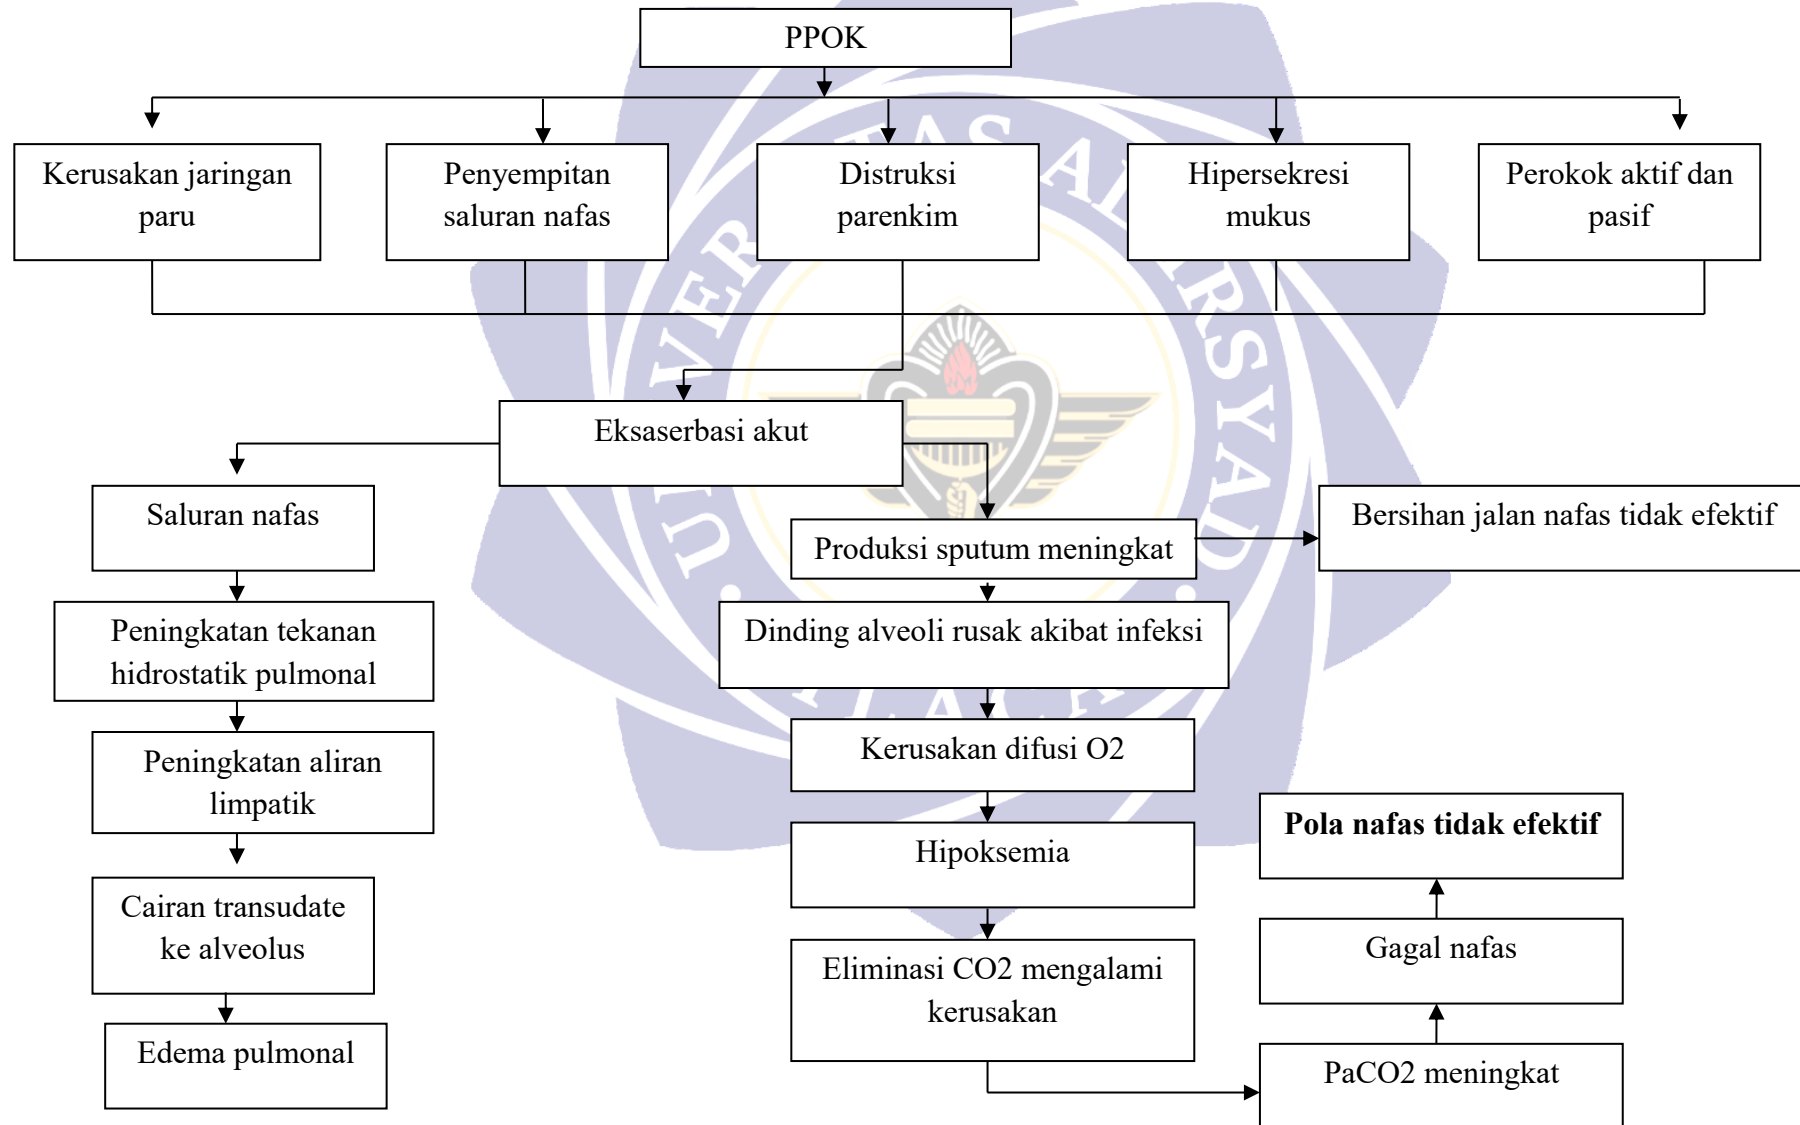 PPOK
Kerusakan jaringan
paru
Penyempitan
saluran nafas
Distruksi
parenkim
Hipersekresi
mukus
Perokok aktif dan
pasif
Eksaserbasi akut
Saluran nafas
Produksi sputum meningkat
Bersihan jalan nafas tidak efektif
Peningkatan tekanan
hidrostatik pulmonal
Dinding alveoli rusak akibat infeksi
Peningkatan aliran
limpatik
Kerusakan difusi O2
Pola nafas tidak efektif
Hipoksemia
Cairan transudate
ke alveolus
Gagal nafas
Eliminasi CO2 mengalami
kerusakan
Edema pulmonal
PaCO2 meningkat